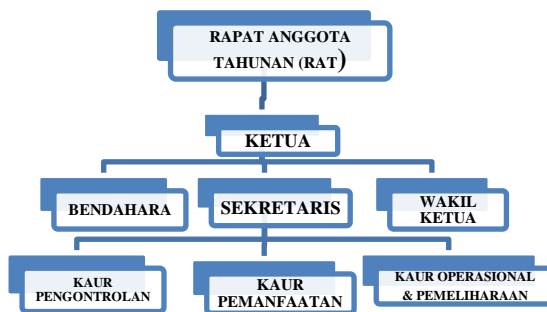 RAPAT ANGGOTA
TAHUNAN (RAT)
KETUA
BENDAHARA
SEKRETARIS
WAKIL
KETUA
KAUR
PENGONTROLAN
KAUR
PEMANFAATAN
KAUR OPERASIONAL
& PEMELIHARAAN